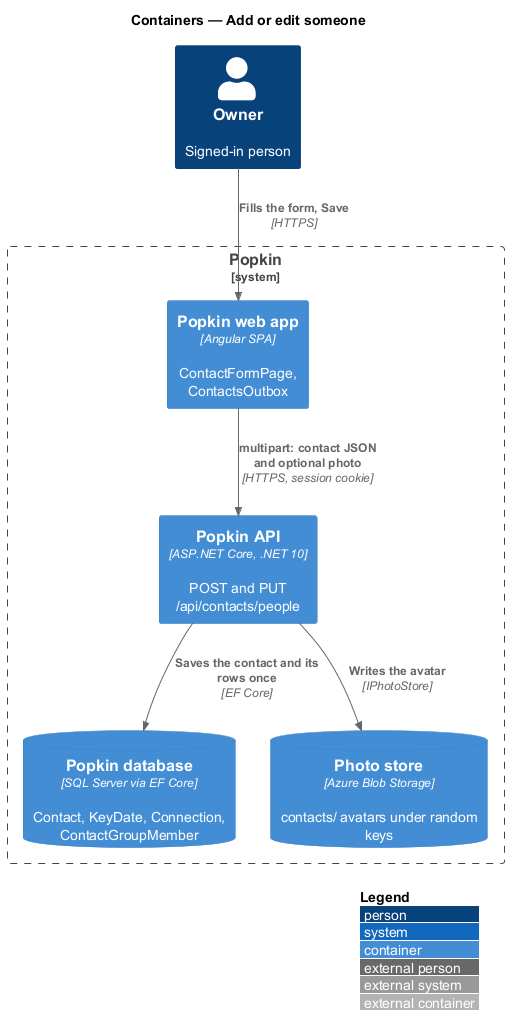 Containers — Add or edit someone
Owner
Signed-in person
Fills the form, Save
[HTTPS]
Popkin
[system]
Popkin web app
[Angular SPA]
ContactFormPage,
ContactsOutbox
multipart: contact JSON
and optional photo
[HTTPS, session cookie]
Popkin API
[ASP.NET Core, .NET 10]
POST and PUT
/api/contacts/people
Saves the contact and its
rows once
[EF Core]
Writes the avatar
[IPhotoStore]
Popkin database
[SQL Server via EF Core]
Contact, KeyDate, Connection,
ContactGroupMember
Photo store
[Azure Blob Storage]
contacts/ avatars under random
keys
Legend
person
system
container
external person
external system
external container